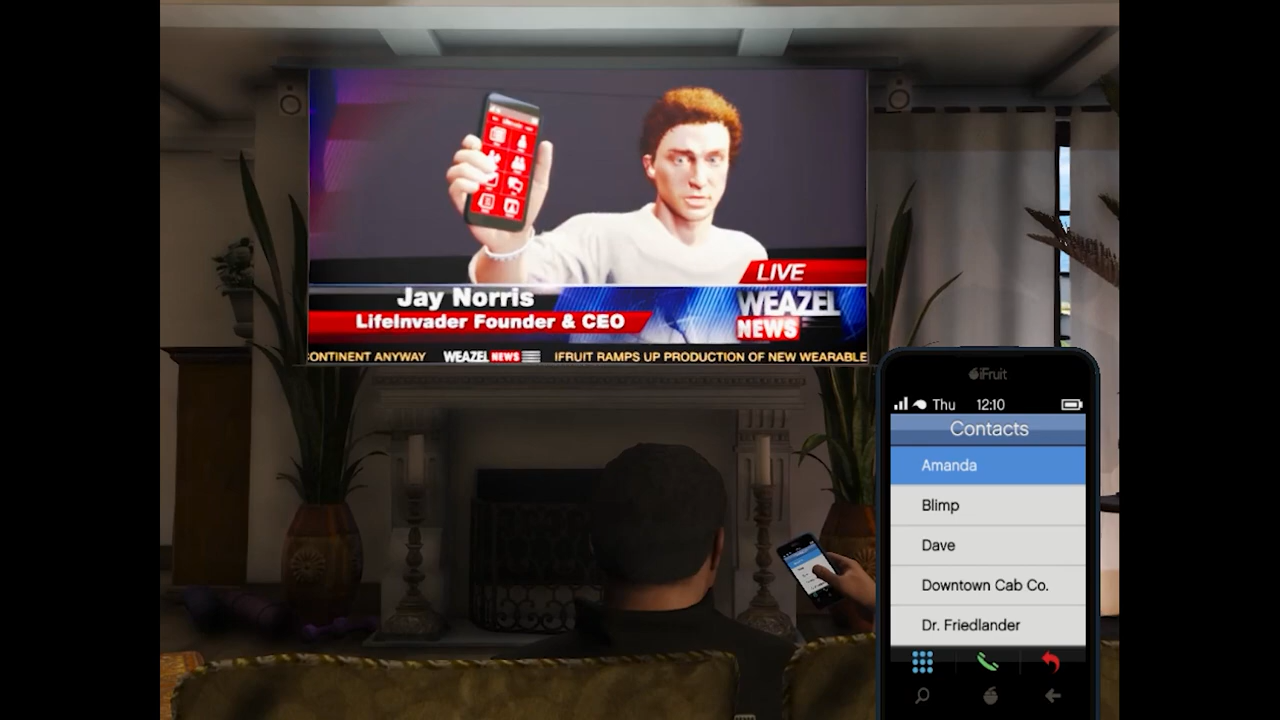 LIVE
Jay Norris
LifeInvader Founder & CEO
WEAZEL
NEWS
CONTINENT ANYWAY WEAZEL NEWS IFRUIT RAMPS UP PRODUCTION OF NEW WEARABLE
iFruit
Thu 12:10
Contacts
Amanda
Blimp
Dave
Downtown Cab Co.
Dr. Friedlander